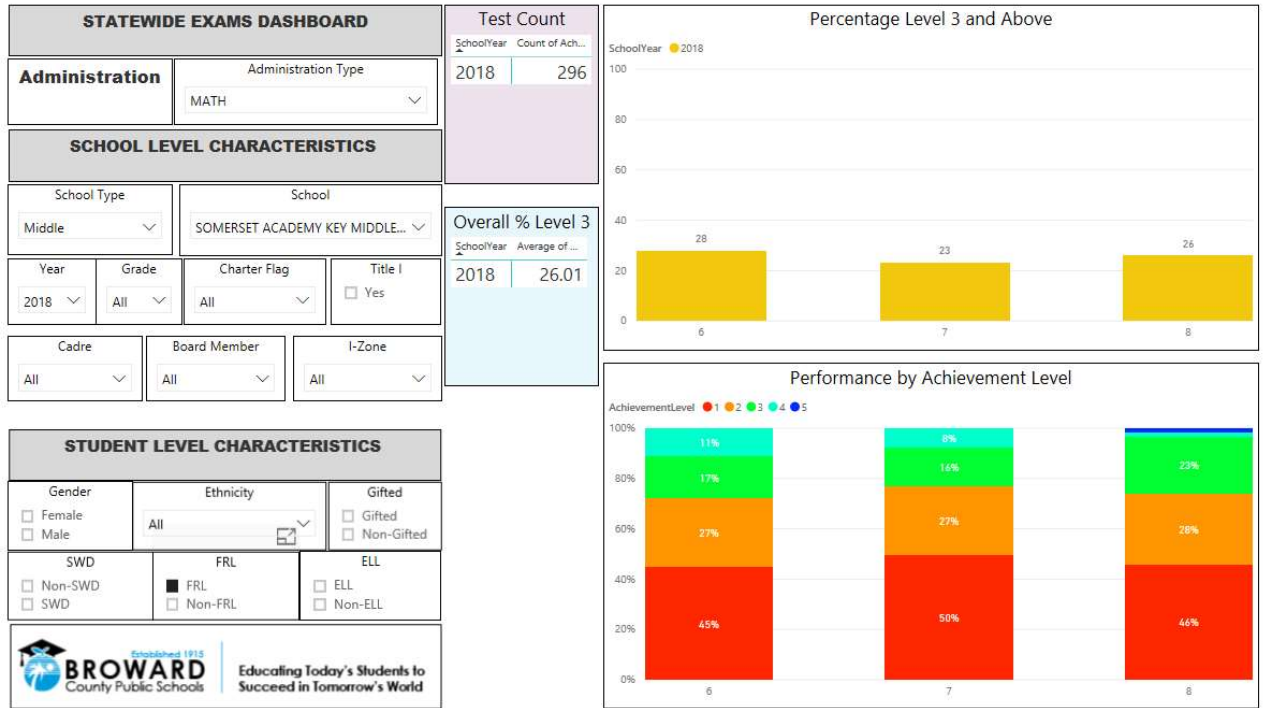 STATEWIDE EXAMS DASHBOARD
Administration
Administration Type
MATH
SCHOOL LEVEL CHARACTERISTICS
School Type
Middle
School
SOMERSET ACADEMY KEY MIDDLE...
Year
2018
Grade
All
Charter Flag
All
Title I
Yes
Cadre
All
Board Member
All
I-Zone
All
STUDENT LEVEL CHARACTERISTICS
Gender
Female
Male
Ethnicity
All
Gifted
Gifted
Non-Gifted
SWD
Non-SWD
SWD
FRL
FRL
Non-FRL
ELL
ELL
Non-ELL
Established 1915
BROWARD
County Public Schools
Educating Today's Students to
Succeed in Tomorrow's World
Test Count
SchoolYear Count of Ach...
2018 296
Overall % Level 3
SchoolYear Average of ...
2018 26.01
Percentage Level 3 and Above
SchoolYear 2018
100
80
60
40
20
0
28
23
26
6 7 8
Performance by Achievement Level
AchievementLevel 1 2 3 4 5
100%
80%
60%
40%
20%
0%
11% 8%
17% 16% 23%
27% 27% 28%
45% 50% 46%
6 7 8